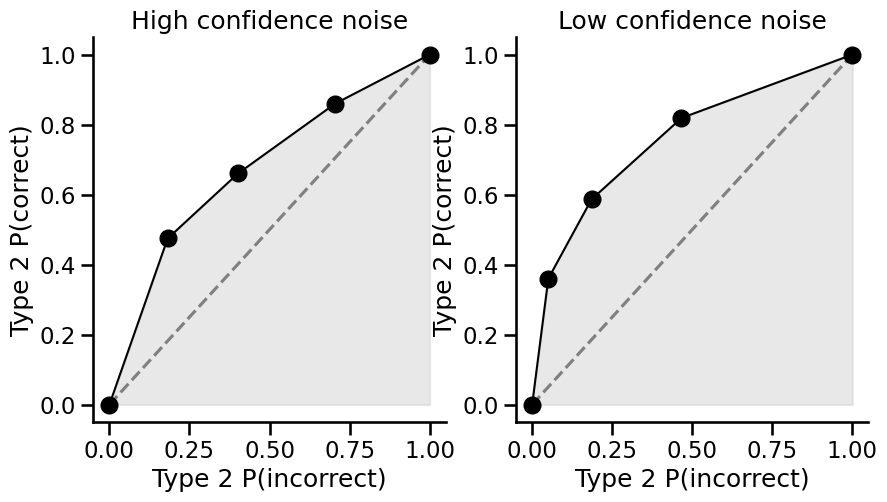 High confidence noise
Type 2 P(correct)
1.0
0.8
0.6
0.4
0.2
0.0
0.00 0.25 0.50 0.75 1.00
Type 2 P(incorrect)
Low confidence noise
Type 2 P(correct)
1.0
0.8
0.6
0.4
0.2
0.0
0.00 0.25 0.50 0.75 1.00
Type 2 P(incorrect)